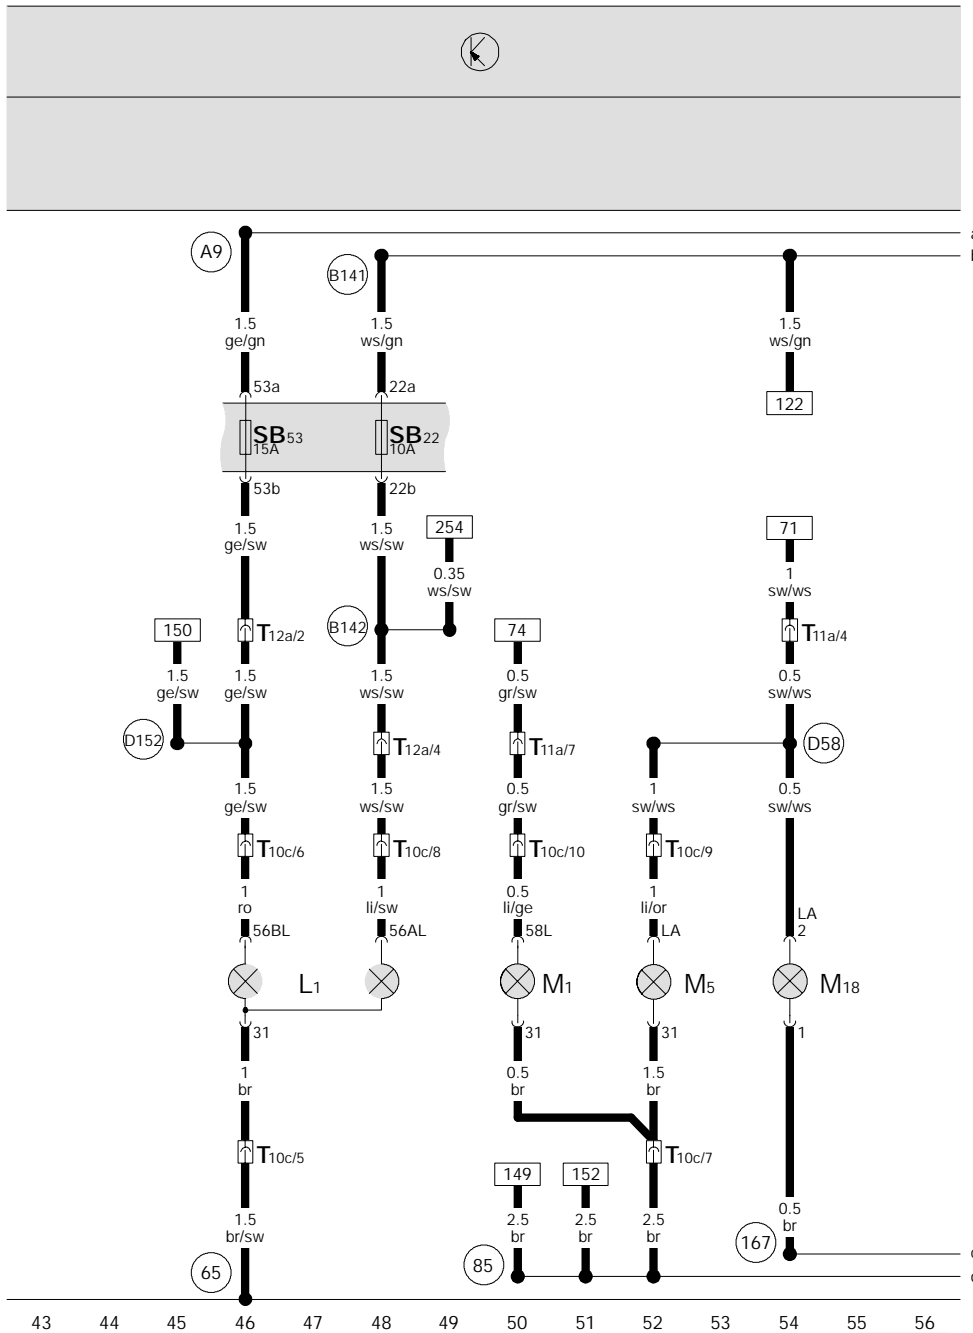 a
A9
B141
1.5
ge/gn
1.5
ws/gn
1.5
ws/gn
53a
22a
122
SB53
15A
SB22
10A
53b
22b
1.5
ge/sw
1.5
ws/sw
254
71
0.35
ws/sw
1
sw/ws
150
T12a/2
B142
74
T11a/4
1.5
ge/sw
1.5
ge/sw
1.5
ws/sw
0.5
gr/sw
0.5
sw/ws
D152
T12a/4
T11a/7
D58
1.5
ge/sw
1.5
ws/sw
0.5
gr/sw
1
sw/ws
0.5
sw/ws
T10c/6
T10c/8
T10c/10
T10c/9
1
ro
1
li/sw
0.5
li/ge
1
li/or
56BL
56AL
58L
LA
LA
2
L1
M1
M5
M18
31
31
31
1
1
br
0.5
br
1.5
br
T10c/5
T10c/7
149
152
1.5
br/sw
2.5
br
2.5
br
2.5
br
0.5
br
65
85
167
43 44 45 46 47 48 49 50 51 52 53 54 55 56